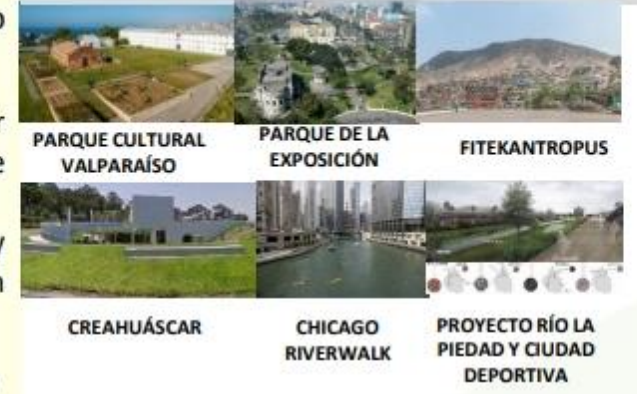 PARQUE CULTURAL
VALPARAÍSO
PARQUE DE LA
EXPOSICIÓN
FITEKANTROPUS
CREAHUÁSCAR
CHICAGO
RIVERWALK
PROYECTO RÍO LA
PIEDAD Y CIUDAD
DEPORTIVA